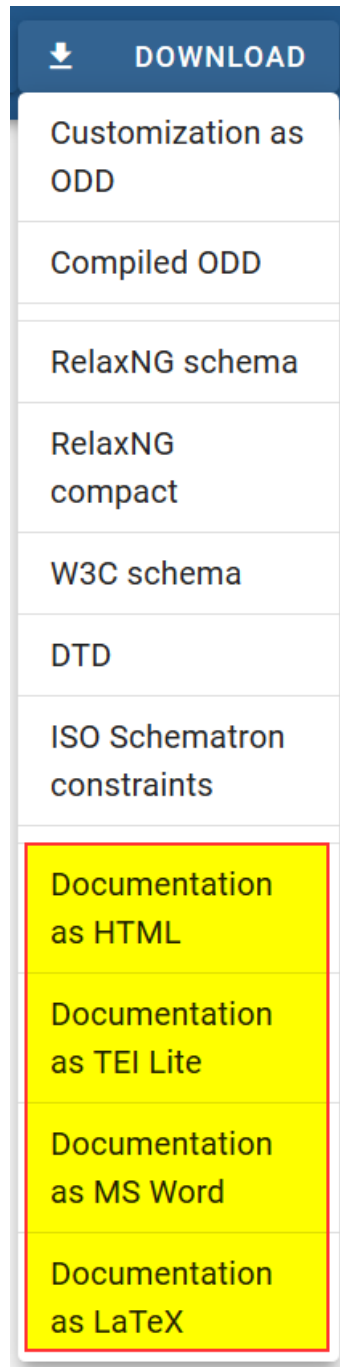 DOWNLOAD
Customization as
ODD
Compiled ODD
RelaxNG schema
RelaxNG
compact
W3C schema
DTD
ISO Schematron
constraints
Documentation
as HTML
Documentation
as TEI Lite
Documentation
as MS Word
Documentation
as LaTeX